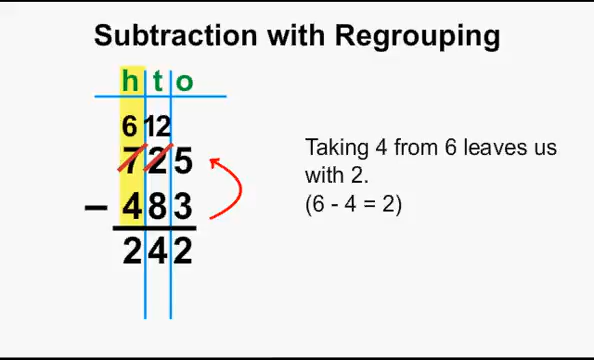 Subtraction with Regrouping
h t o
6 12
7 2 5
- 4 8 3
2 4 2
Taking 4 from 6 leaves us
with 2.
(6 - 4 = 2)